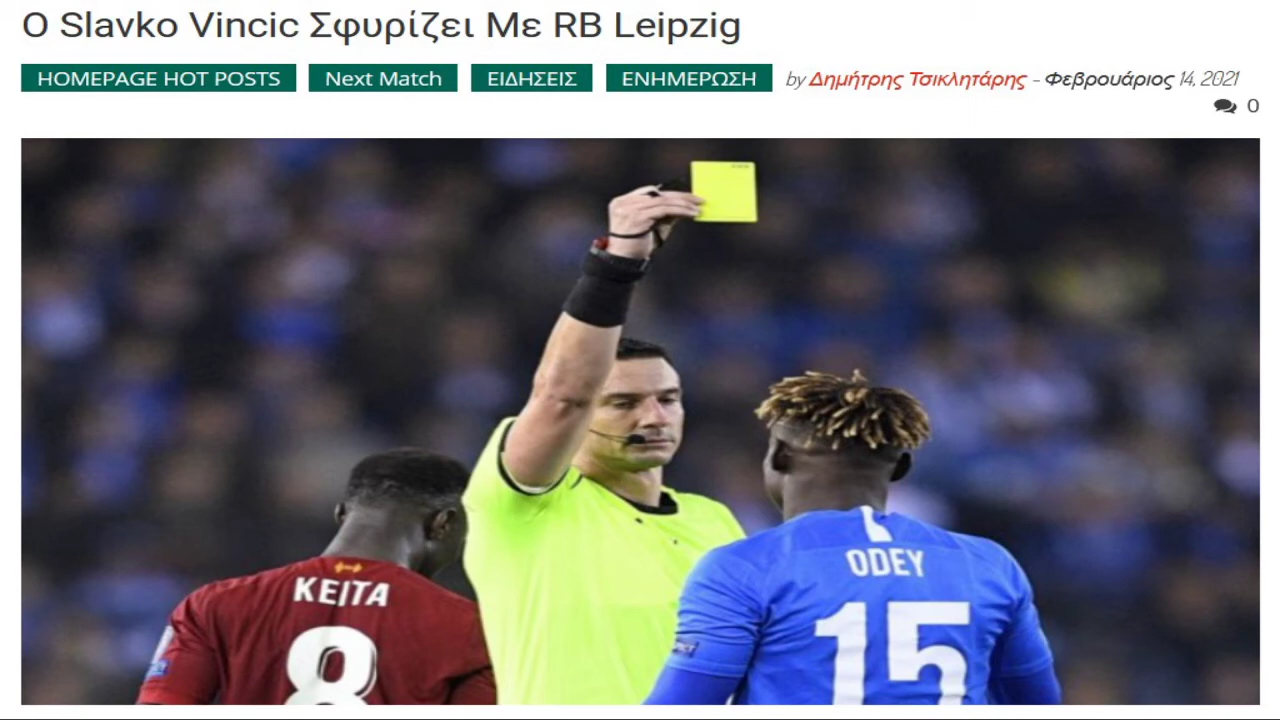 Ο Slavko Vincic Σφυρίζει Με RB Leipzig
HOMEPAGE HOT POSTS Next Match ΕΙΔΗΣΕΙΣ ΕΝΗΜΕΡΩΣΗ by Δημήτρης Τσικλητάρης - Φεβρουάριος 14, 2021
0
KEITA
8
ODEY
15